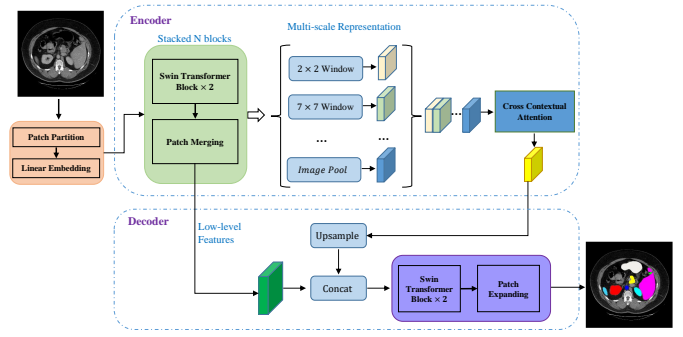 Encoder
Multi-scale Representation
Stacked N blocks
Swin Transformer
Block × 2
Patch Merging
2 × 2 Window
7 × 7 Window
...
...
Image Pool
...
Cross Contextual
Attention
Patch Partition
Linear Embedding
Decoder
Low-level
Features
Upsample
Concat
Swin
Transformer
Block × 2
Patch
Expanding